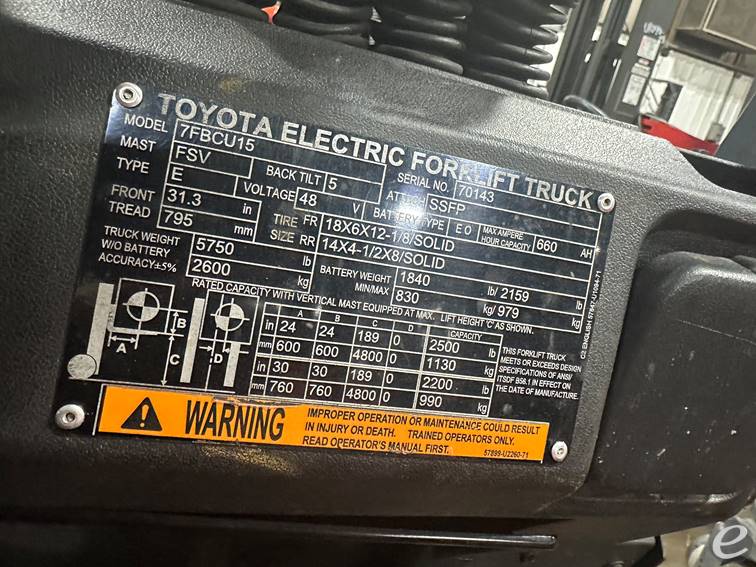 TOYOTA ELECTRIC FORKLIFT TRUCK
MODEL 7FBCU15 SERIAL NO. 70143
MAST FSV BACK TILT 5 ATTACH SSFP
TYPE E VOLTAGE 48 V BATTERY TYPE E O MAX AMPERE HOUR CAPACITY 660 AH
FRONT TREAD 31.3 in TIRE SIZE FR 18X6X12-1/8/SOLID
795 mm RR 14X4-1/2X8/SOLID
TRUCK WEIGHT W/O BATTERY ACCURACY±5% 5750 lb BATTERY WEIGHT MIN/MAX 1840 lb/ 2159 lb
2600 kg 830 kg/ 979 kg
RATED CAPACITY WITH VERTICAL MAST EQUIPPED AT MAX. LIFT HEIGHT 'C' AS SHOWN.
A B C D CAPACITY
in 24 24 189 0 2500 lb
mm 600 600 4800 0 1130 kg
in 30 30 189 0 2200 lb
mm 760 760 4800 0 990 kg
A B C D
THIS FORKLIFT TRUCK
MEETS OR EXCEEDS DESIGN
SPECIFICATIONS OF ANSI/
ITSDF B56.1 IN EFFECT ON
THE DATE OF MANUFACTURE.
C2 ENGLISH 57847-U1094-71
WARNING
IMPROPER OPERATION OR MAINTENANCE COULD RESULT
IN INJURY OR DEATH. TRAINED OPERATORS ONLY.
READ OPERATOR'S MANUAL FIRST. 57899-U2260-71
e